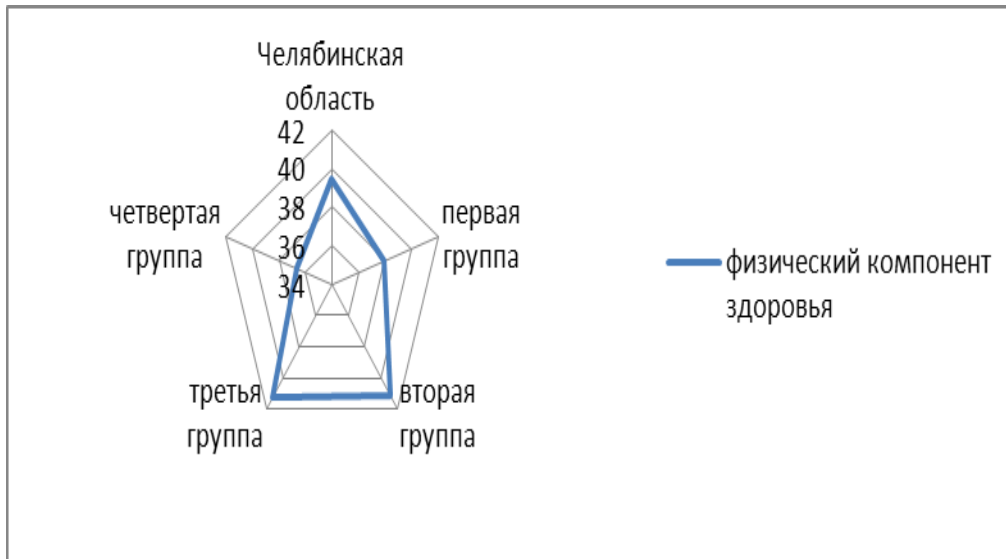 Челябинская
область
42
40
38
36
34
первая
группа
вторая
группа
третья
группа
четвертая
группа
физический компонент
здоровья